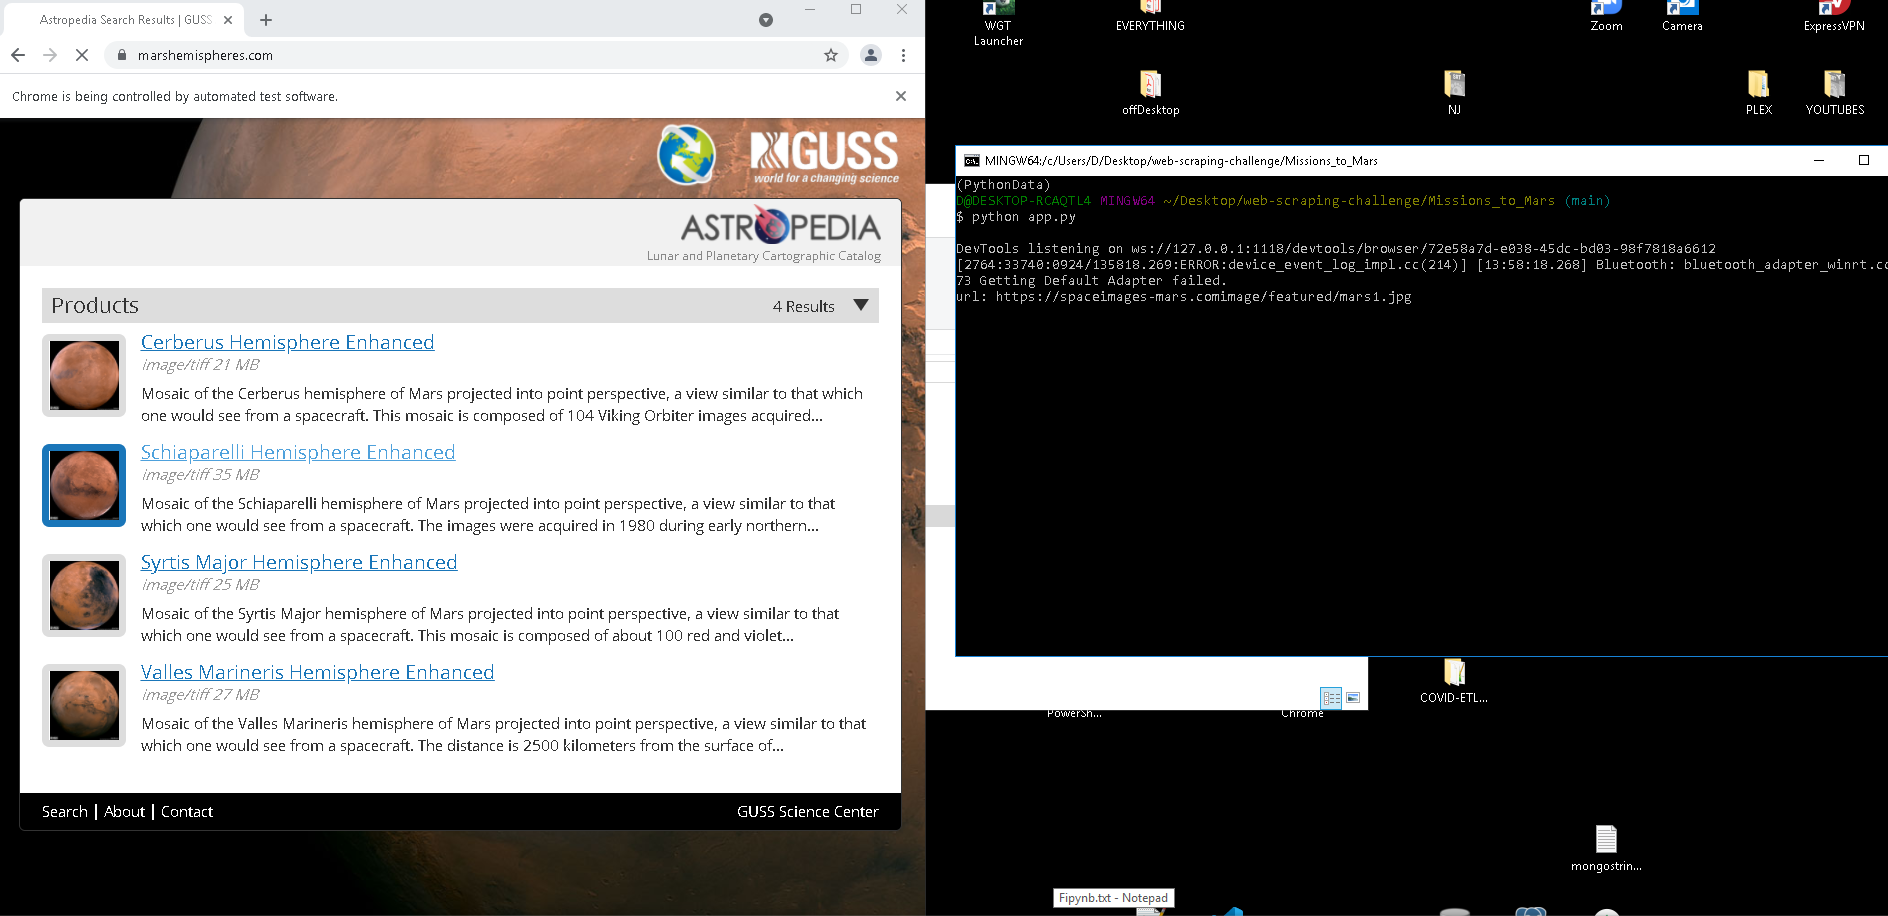 Astropedia Search Results | GUSS
marshemispheres.com
Chrome is being controlled by automated test software.
GUSS
world for a changing science
ASTROPEDIA
Lunar and Planetary Cartographic Catalog
Products
4 Results
Cerberus Hemisphere Enhanced
image/tiff 21 MB
Mosaic of the Cerberus hemisphere of Mars projected into point perspective, a view similar to that which
one would see from a spacecraft. This mosaic is composed of 104 Viking Orbiter images acquired...
Schiaparelli Hemisphere Enhanced
image/tiff 35 MB
Mosaic of the Schiaparelli hemisphere of Mars projected into point perspective, a view similar to that
which one would see from a spacecraft. The images were acquired in 1980 during early northern...
Syrtis Major Hemisphere Enhanced
image/tiff 25 MB
Mosaic of the Syrtis Major hemisphere of Mars projected into point perspective, a view similar to that
which one would see from a spacecraft. This mosaic is composed of about 100 red and violet...
Valles Marineris Hemisphere Enhanced
image/tiff 27 MB
Mosaic of the Valles Marineris hemisphere of Mars projected into point perspective, a view similar to that
which one would see from a spacecraft. The distance is 2500 kilometers from the surface of...
Search | About | Contact
GUSS Science Center
WGT
Launcher
EVERYTHING
Zoom
Camera
ExpressVPN
offDesktop
NJ
PLEX
YOUTUBES
MINGW64:/c/Users/D/Desktop/web-scraping-challenge/Missions_to_Mars
(PythonData)
D@DESKTOP-RCAQTL4 MINGW64 ~/Desktop/web-scraping-challenge/Missions_to_Mars (main)
$ python app.py
DevTools listening on ws://127.0.0.1:1118/devtools/browser/72e58a7d-e038-45dc-bd03-98f7818a6612
[2764:33740:0924/135818.269:ERROR:device_event_log_impl.cc(214)] [13:58:18.268] Bluetooth: bluetooth_adapter_winrt.cc
73 Getting Default Adapter failed.
url: https://spaceimages-mars.comimage/featured/mars1.jpg
COVID-ETL...
PowerSh...
Chrome
mongostrin...
Fipynb.txt - Notepad